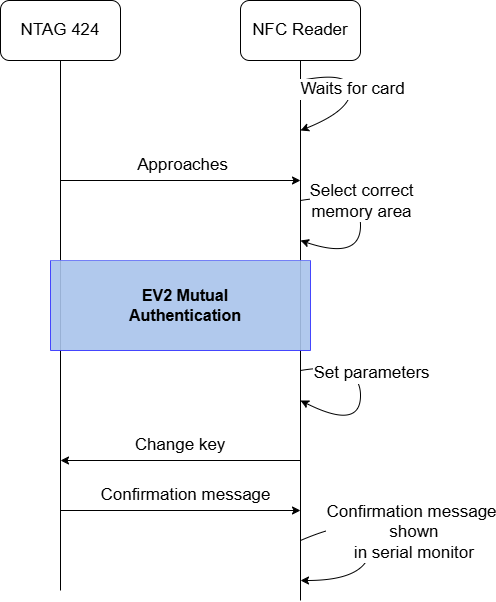 NTAG 424
NFC Reader
Waits for card
Approaches
Select correct
memory area
EV2 Mutual
Authentication
Set parameters
Change key
Confirmation message
Confirmation message
shown
in serial monitor